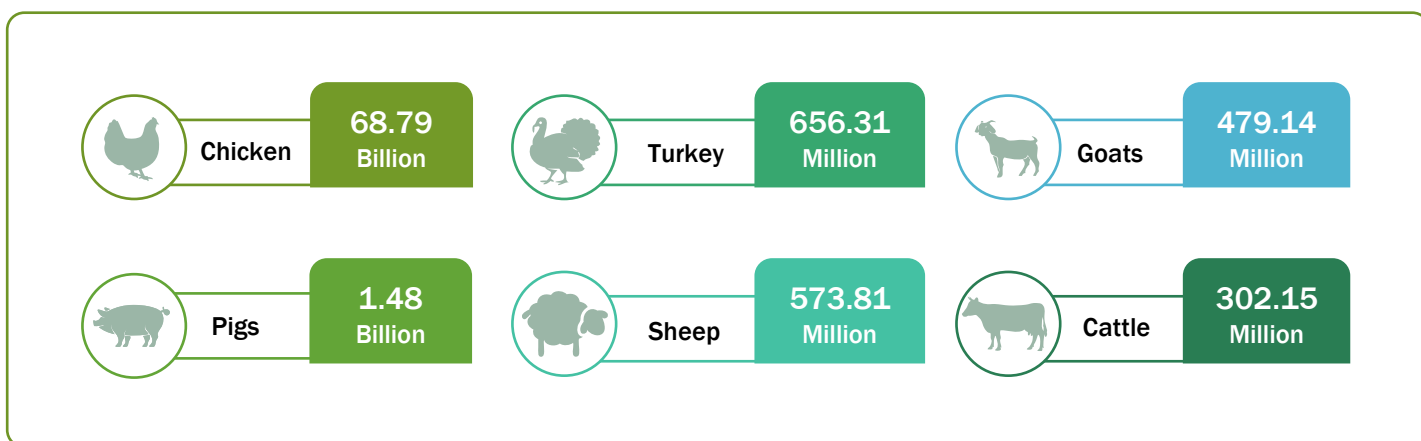 Chicken
68.79
Billion
Turkey
656.31
Million
Goats
479.14
Million
Pigs
1.48
Billion
Sheep
573.81
Million
Cattle
302.15
Million